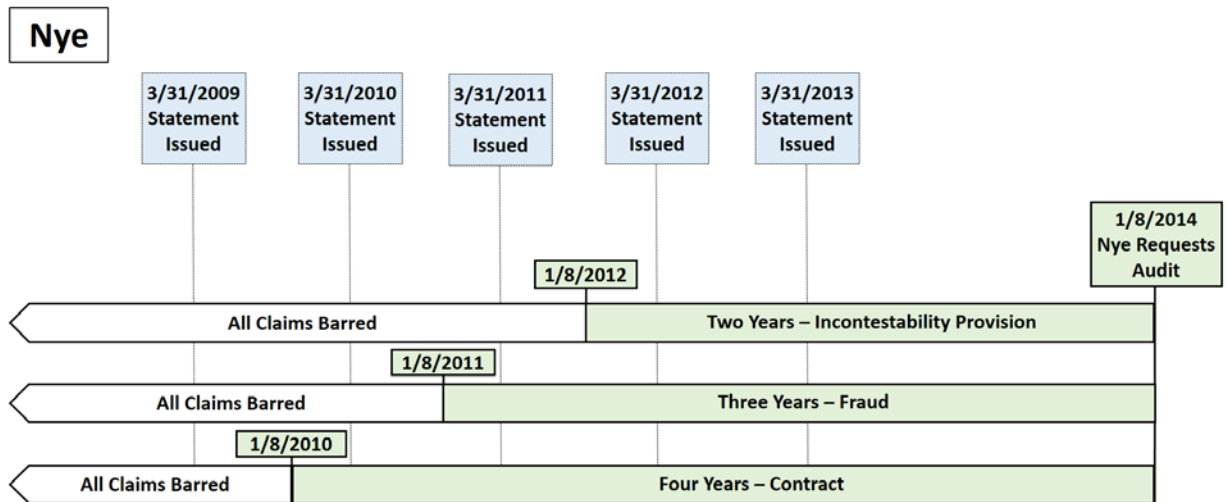 Nye
3/31/2009
Statement
Issued
3/31/2010
Statement
Issued
3/31/2011
Statement
Issued
3/31/2012
Statement
Issued
3/31/2013
Statement
Issued
1/8/2014
Nye Requests
Audit
1/8/2012
All Claims Barred
Two Years – Incontestability Provision
1/8/2011
All Claims Barred
Three Years – Fraud
1/8/2010
All Claims Barred
Four Years – Contract